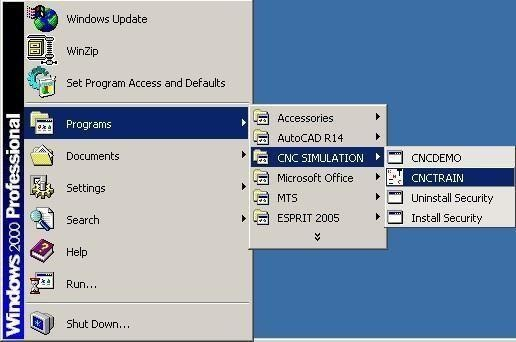 Windows 2000 Professional
Windows Update
WinZip
Set Program Access and Defaults
Programs
Documents
Settings
Search
Help
Run...
Shut Down...
Accessories
AutoCAD R14
CNC SIMULATION
Microsoft Office
MTS
ESPRIT 2005
CNCDEMO
CNCTRAIN
Uninstall Security
Install Security